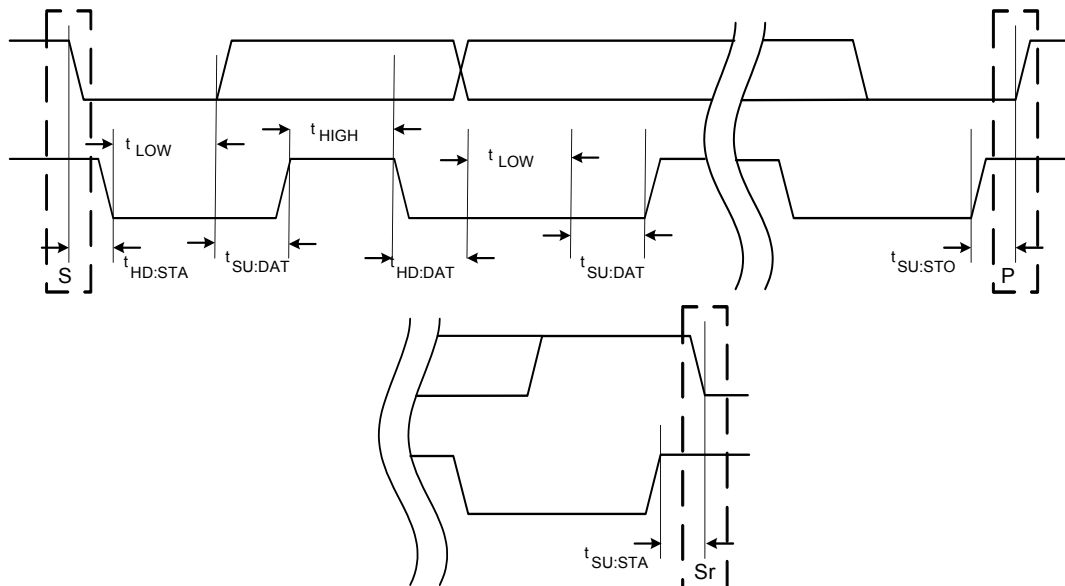 t LOW
t HIGH
t LOW
S
t HD:STA
t SU:DAT
t HD:DAT
t SU:DAT
t SU:STO
P
t SU:STA
Sr